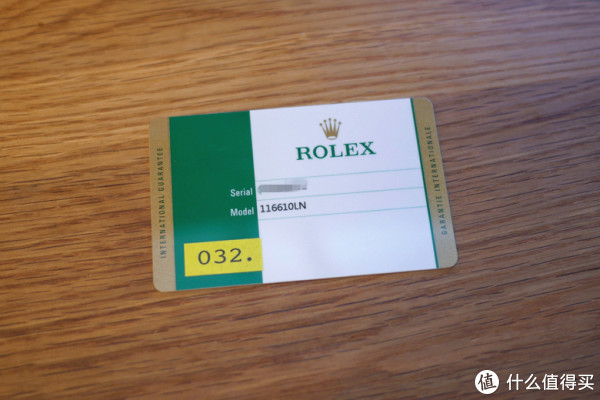 ROLEX
INTERNATIONAL GUARANTEE
Serial
Model 116610LN
032.
GARANTIE INTERNATIONALE
值 什么值得买